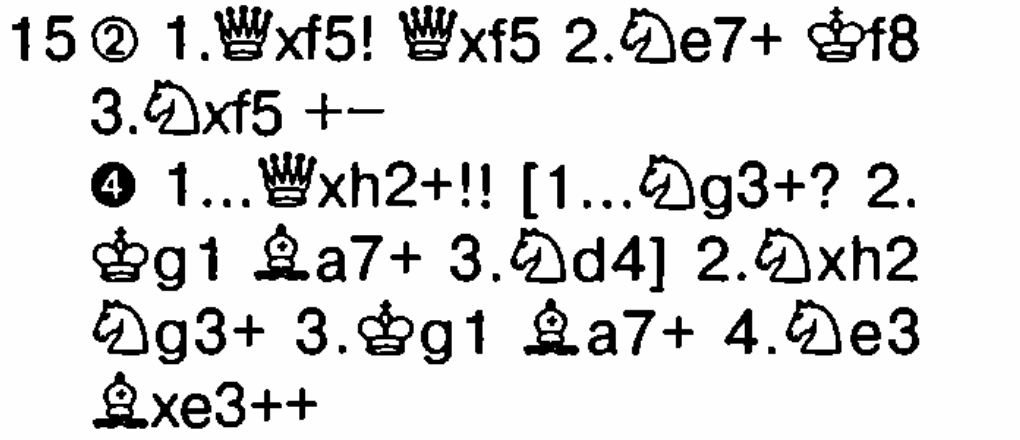 15 ② 1.♕xf5! ♕xf5 2.♘e7+ ♔f8
3.♘xf5 +−
❹ 1...♕xh2+!! [1...♘g3+? 2.
♔g1 ♗a7+ 3.♘d4] 2.♘xh2
♘g3+ 3.♔g1 ♗a7+ 4.♘e3
♗xe3++